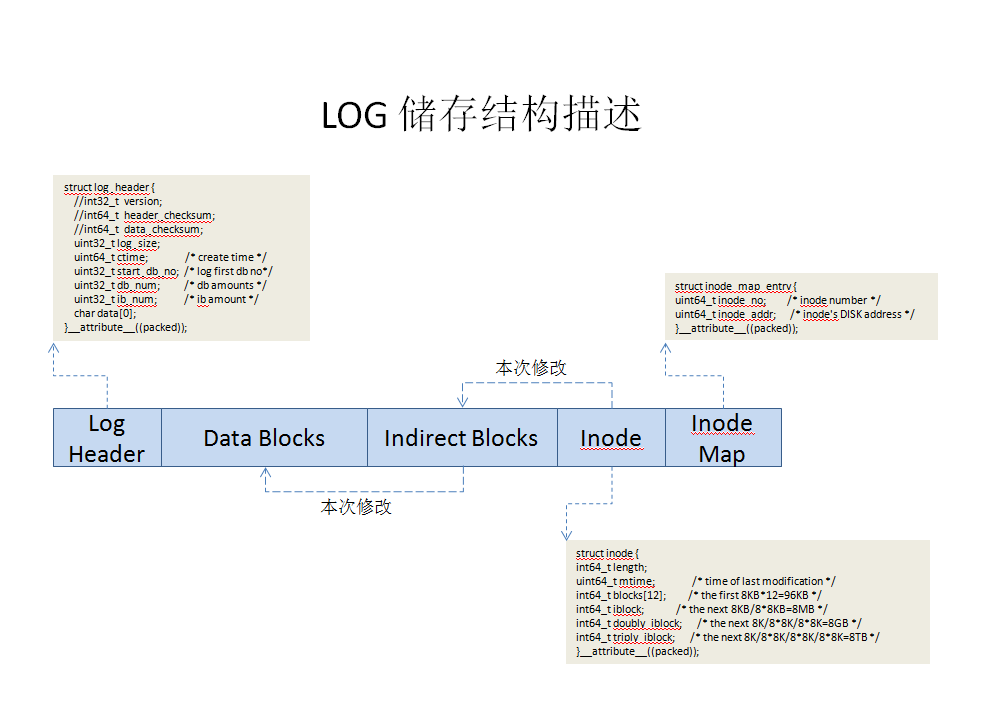 LOG 储存结构描述
struct log_header {
//int32_t version;
//int64_t header_checksum;
//int64_t data_checksum;
uint32_t log_size;
uint64_t ctime; /* create time */
uint32_t start_db_no; /* log first db no*/
uint32_t db_num; /* db amounts */
uint32_t ib_num; /* ib amount */
char data[0];
}__attribute__((packed));
struct inode_map_entry {
uint64_t inode_no; /* inode number */
uint64_t inode_addr; /* inode's DISK address */
}__attribute__((packed));
本次修改
Log Header
Data Blocks
Indirect Blocks
Inode
Inode Map
本次修改
struct inode {
int64_t length;
uint64_t mtime; /* time of last modification */
int64_t blocks[12]; /* the first 8KB*12=96KB */
int64_t iblock; /* the next 8KB/8*8KB=8MB */
int64_t doubly_iblock; /* the next 8K/8*8K/8*8K=8GB */
int64_t triply_iblock; /* the next 8K/8*8K/8*8K/8*8K=8TB */
}__attribute__((packed));